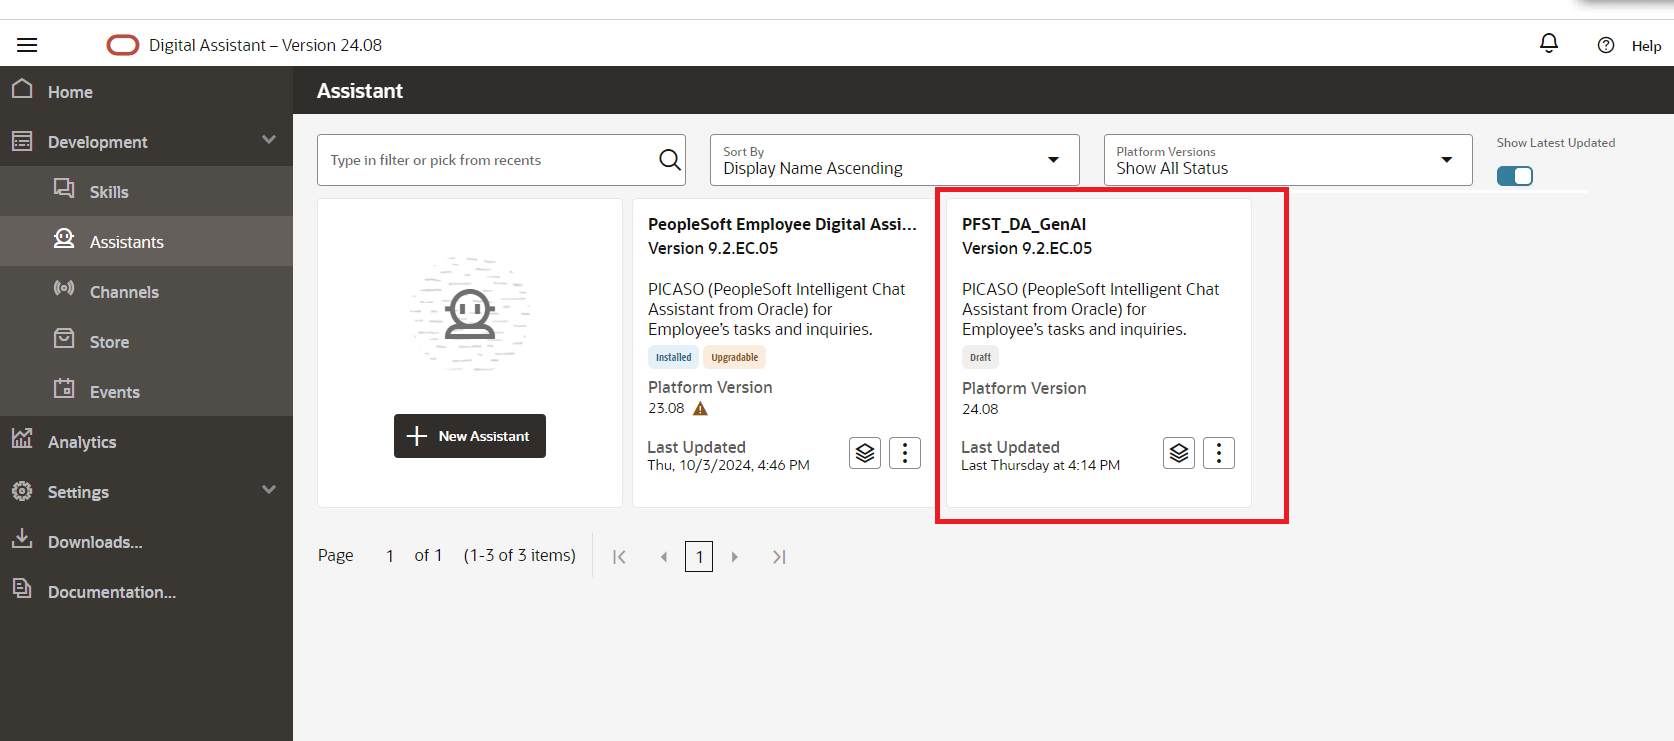 Digital Assistant – Version 24.08
Help
Home
Development
Skills
Assistants
Channels
Store
Events
Analytics
Settings
Downloads...
Documentation...
Assistant
Type in filter or pick from recents
Sort By
Display Name Ascending
Platform Versions
Show All Status
Show Latest Updated
New Assistant
PeopleSoft Employee Digital Assi...
Version 9.2.EC.05
PICASO (PeopleSoft Intelligent Chat
Assistant from Oracle) for
Employee's tasks and inquiries.
Installed Upgradable
Platform Version
23.08
Last Updated
Thu, 10/3/2024, 4:46 PM
PFST_DA_GenAI
Version 9.2.EC.05
PICASO (PeopleSoft Intelligent Chat
Assistant from Oracle) for
Employee's tasks and inquiries.
Draft
Platform Version
24.08
Last Updated
Last Thursday at 4:14 PM
Page 1 of 1 (1-3 of 3 items) 1